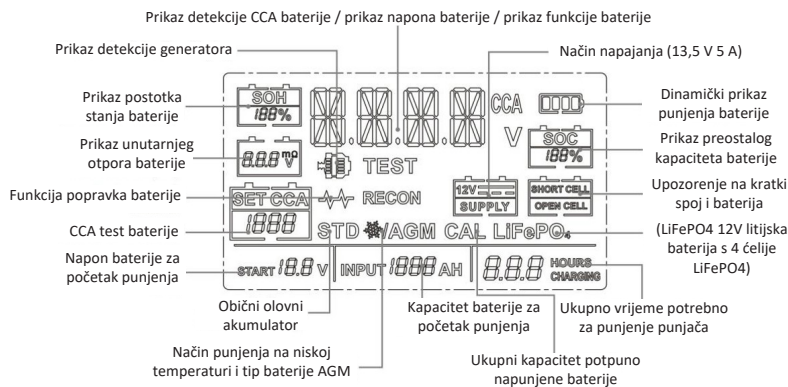 Prikaz detekcije CCA baterije / prikaz napona baterije / prikaz funkcije baterije
Prikaz detekcije generatora
Način napajanja (13,5 V 5 A)
Prikaz postotka
stanja baterije
Dinamički prikaz
punjenja baterije
Prikaz unutarnjeg
otpora baterije
Prikaz preostalog
kapaciteta baterije
Funkcija popravka baterije
Upozorenje na kratki
spoj i baterija
CCA test baterije
(LiFePO4 12V litijska
baterija s 4 ćelije
LiFePO4)
Napon baterije za
početak punjenja
SOH
188%
CCA
V
SOC
188%
8.8.8 mΩ V
TEST
SET CCA
1888
RECON
12V
SUPPLY
SHORT CELL
OPEN CELL
STD /AGM CAL LiFePO4
START 18.8 V
INPUT 1888 AH
8.8.8 HOURS
CHARGING
Obični olovni
akumulator
Kapacitet baterije za
početak punjenja
Ukupno vrijeme potrebno
za punjenje punjača
Način punjenja na niskoj
temperaturi i tip baterije AGM
Ukupni kapacitet potpuno
napunjene baterije